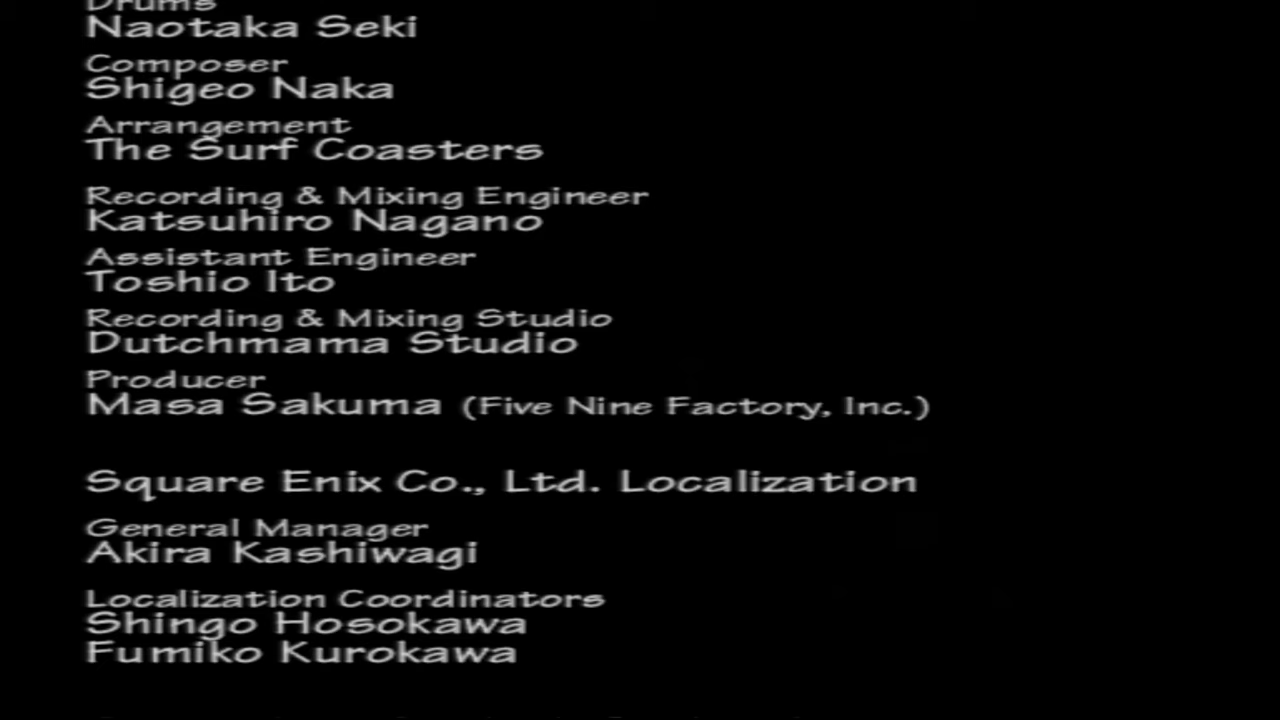 Drums
Naotaka Seki
Composer
Shigeo Naka
Arrangement
The Surf Coasters
Recording & Mixing Engineer
Katsuhiro Nagano
Assistant Engineer
Toshio Ito
Recording & Mixing Studio
Dutchmama Studio
Producer
Masa Sakuma (Five Nine Factory, Inc.)
Square Enix Co., Ltd. Localization
General Manager
Akira Kashiwagi
Localization Coordinators
Shingo Hosokawa
Fumiko Kurokawa